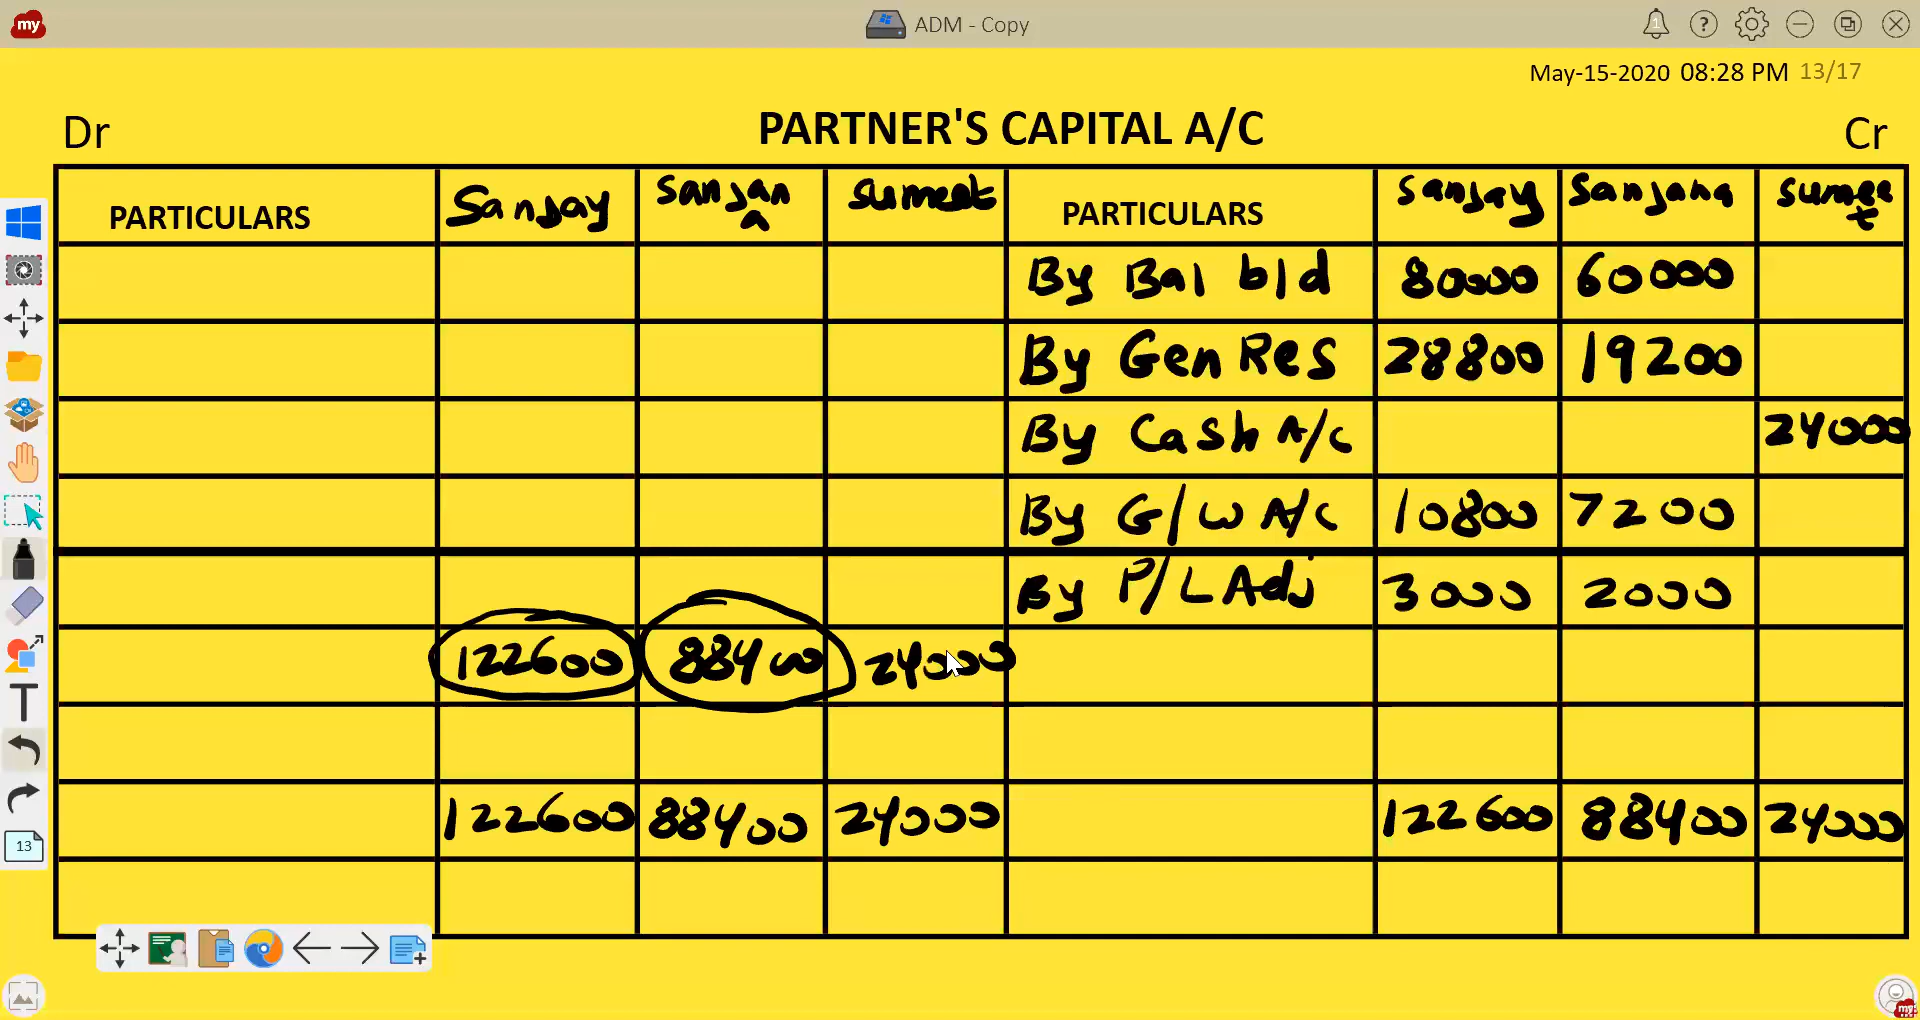 my
ADM - Copy
1
?
May-15-2020 08:28 PM 13/17
Dr
PARTNER'S CAPITAL A/C
Cr
PARTICULARS Sanjay Sanjana Sumeet PARTICULARS Sanjay Sanjana Sumeet
By Bal b/d 80000 60000
By Gen Res 28800 19200
By Cash A/c 24000
By G/W A/c 10800 7200
By P/L Adj 3000 2000
122600 88400 24000
122600 88400 24000 122600 88400 24000
T
13